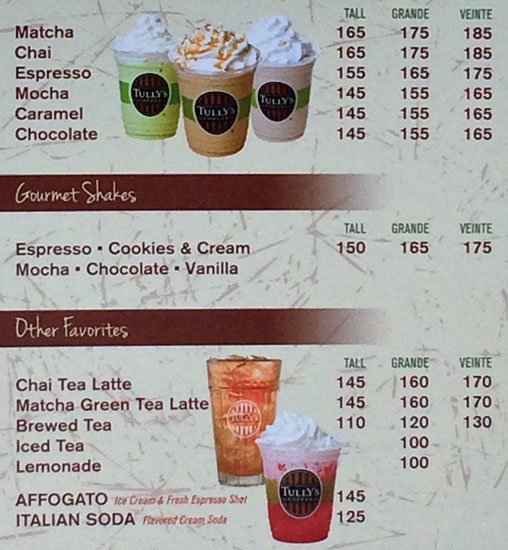 TALL GRANDE VEINTE
Matcha 165 175 185
Chai 165 175 185
Espresso 155 165 175
Mocha 145 155 165
Caramel 145 155 165
Chocolate 145 155 165
TULLY'S TULLY'S TULLY'S
Gourmet Shakes
TALL GRANDE VEINTE
Espresso • Cookies & Cream 150 165 175
Mocha • Chocolate • Vanilla
Other Favorites
TALL GRANDE VEINTE
Chai Tea Latte 145 160 170
Matcha Green Tea Latte 145 160 170
Brewed Tea 110 120 130
Iced Tea 100
Lemonade 100
TULLY'S
TULLY'S
AFFOGATO Ice Cream & Fresh Espresso Shot 145
ITALIAN SODA Flavored Cream Soda 125